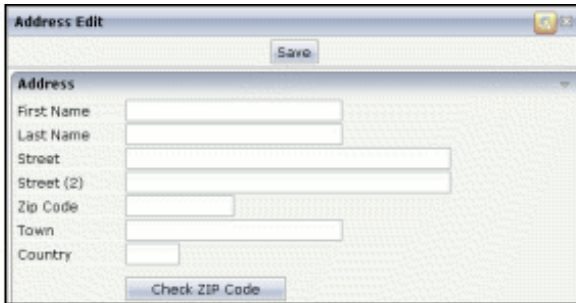 Address Edit
Save
Address
First Name
Last Name
Street
Street (2)
Zip Code
Town
Country
Check ZIP Code